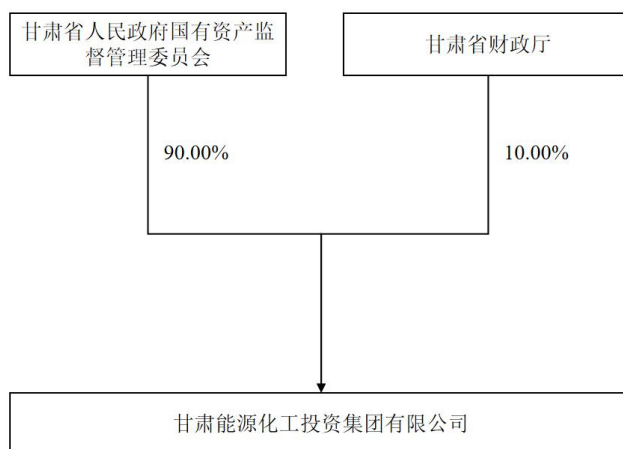 甘肃省人民政府国有资产监
督管理委员会
甘肃省财政厅
90.00%
10.00%
甘肃能源化工投资集团有限公司